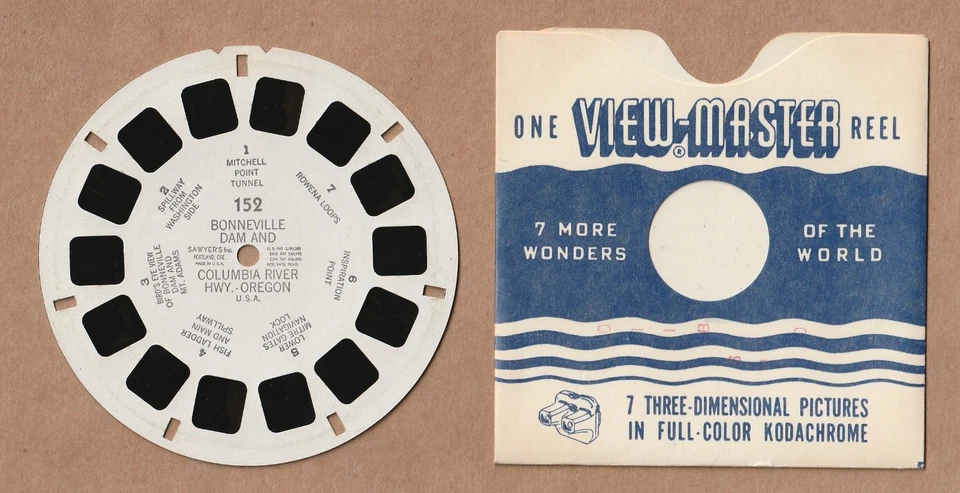 1
MITCHELL
POINT
TUNNEL
152
BONNEVILLE
DAM AND
SAWYER'S Inc.
PORTLAND, ORE.
MADE IN U.S.A.
COLUMBIA RIVER
HWY.-OREGON
U.S.A.
2
SPILLWAY
FROM
WASHINGTON
SIDE
3
BIRD'S EYE VIEW
OF BONNEVILLE
DAM AND
MT. ADAMS
4
FISH LADDER
AND MAIN
SPILLWAY
5
LOWER
MITRE GATES
NAVIGATION
LOCK
6
INSPIRATION
POINT
7
ROWENA LOOPS
ONE VIEW-MASTER REEL
®
7 MORE
WONDERS
OF THE
WORLD
7 THREE-DIMENSIONAL PICTURES
IN FULL-COLOR KODACHROME